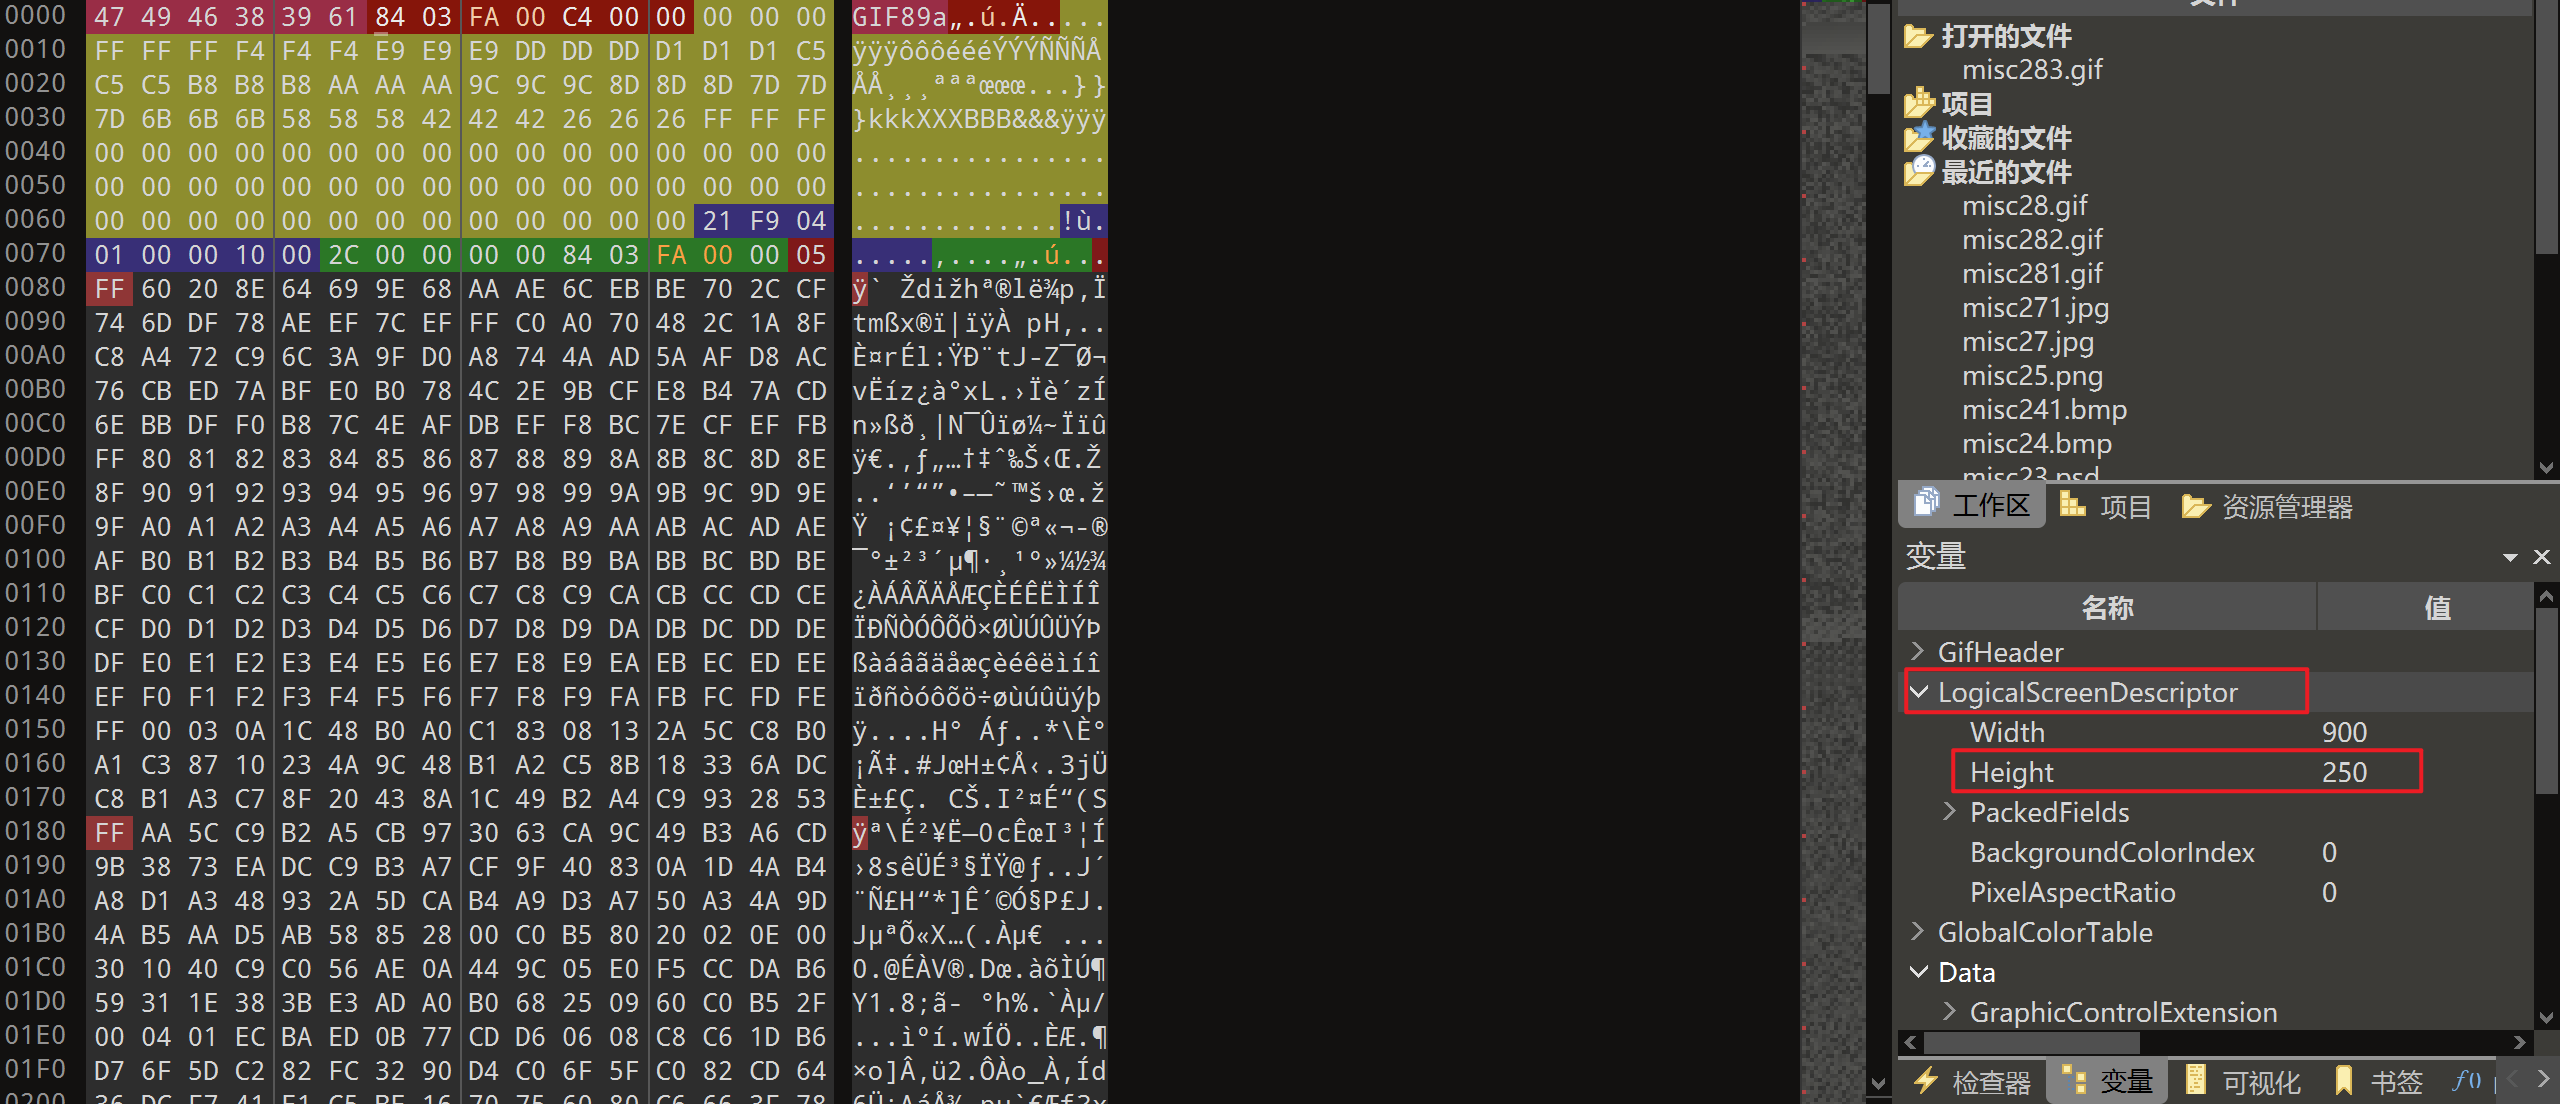 0000 47 49 46 38 39 61 84 03 FA 00 C4 00 00 00 00 00 GIF89a„.ú.Ä.....
0010 FF FF FF F4 F4 F4 E9 E9 E9 DD DD DD D1 D1 D1 C5 ÿÿÿôôôéééÝÝÝÑÑÑÅ
0020 C5 C5 B8 B8 B8 AA AA AA 9C 9C 9C 8D 8D 8D 7D 7D ÅÅ¸¸¸ªªªœœœ...}}
0030 7D 6B 6B 6B 58 58 58 42 42 42 26 26 26 FF FF FF }kkkXXXBBB&&&ÿÿÿ
0040 00 00 00 00 00 00 00 00 00 00 00 00 00 00 00 00 ................
0050 00 00 00 00 00 00 00 00 00 00 00 00 00 00 00 00 ................
0060 00 00 00 00 00 00 00 00 00 00 00 00 00 21 F9 04 .............!ù.
0070 01 00 00 10 00 2C 00 00 00 00 84 03 FA 00 00 05 .....,....„.ú...
0080 FF 60 20 8E 64 69 9E 68 AA AE 6C EB BE 70 2C CF ÿ` Ždižhª®lë¾p,Ï
0090 74 6D DF 78 AE EF 7C EF FF C0 A0 70 48 2C 1A 8F tmßx®ï|ïÿÀ pH,..
00A0 C8 A4 72 C9 6C 3A 9F D0 A8 74 4A AD 5A AF D8 AC È¤rÉl:ŸÐ¨tJ-Z¯Ø¬
00B0 76 CB ED 7A BF E0 B0 78 4C 2E 9B CF E8 B4 7A CD vËíz¿à°xL.›Ïè´zÍ
00C0 6E BB DF F0 B8 7C 4E AF DB EF F8 BC 7E CF EF FB n»ßð¸|N¯Ûïø¼~Ïïû
00D0 FF 80 81 82 83 84 85 86 87 88 89 8A 8B 8C 8D 8E ÿ€.‚ƒ„…†‡ˆ‰Š‹Œ.Ž
00E0 8F 90 91 92 93 94 95 96 97 98 99 9A 9B 9C 9D 9E ..‘’“”•–—˜™š›œ.ž
00F0 9F A0 A1 A2 A3 A4 A5 A6 A7 A8 A9 AA AB AC AD AE Ÿ ¡¢£¤¥¦§¨©ª«¬-®
0100 AF B0 B1 B2 B3 B4 B5 B6 B7 B8 B9 BA BB BC BD BE ¯°±²³´µ¶·¸¹º»¼½¾
0110 BF C0 C1 C2 C3 C4 C5 C6 C7 C8 C9 CA CB CC CD CE ¿ÀÁÂÃÄÅÆÇÈÉÊËÌÍÎ
0120 CF D0 D1 D2 D3 D4 D5 D6 D7 D8 D9 DA DB DC DD DE ÏÐÑÒÓÔÕÖ×ØÙÚÛÜÝÞ
0130 DF E0 E1 E2 E3 E4 E5 E6 E7 E8 E9 EA EB EC ED EE ßàáâãäåæçèéêëìíî
0140 EF F0 F1 F2 F3 F4 F5 F6 F7 F8 F9 FA FB FC FD FE ïðñòóôõö÷øùúûüýþ
0150 FF 00 03 0A 1C 48 B0 A0 C1 83 08 13 2A 5C C8 B0 ÿ....H° Áƒ..*\È°
0160 A1 C3 87 10 23 4A 9C 48 B1 A2 C5 8B 18 33 6A DC ¡Ã‡.#JœH±¢Å‹.3jÜ
0170 C8 B1 A3 C7 8F 20 43 8A 1C 49 B2 A4 C9 93 28 53 È±£Ç. CŠ.I²¤É“(S
0180 FF AA 5C C9 B2 A5 CB 97 30 63 CA 9C 49 B3 A6 CD ÿª\É²¥Ë—0cÊœI³¦Í
0190 9B 38 73 EA DC C9 B3 A7 CF 9F 40 83 0A 1D 4A B4 ›8sêÜÉ³§ÏŸ@ƒ..J´
01A0 A8 D1 A3 48 93 2A 5D CA B4 A9 D3 A7 50 A3 4A 9D ¨Ñ£H“*]Ê´©Ó§P£J.
01B0 4A B5 AA D5 AB 58 85 28 00 C0 B5 80 20 02 0E 00 JµªÕ«X…(.Àµ€ ...
01C0 30 10 40 C9 C0 56 AE 0A 44 9C 05 E0 F5 CC DA B6 0.@ÉÀV®.Dœ.àõÌÚ¶
01D0 59 31 1E 38 3B E3 AD A0 B0 68 25 09 60 C0 B5 2F Y1.8;ã- °h%.`Àµ/
01E0 00 04 01 EC BA ED 0B 77 CD D6 06 08 C8 C6 1D B6 ...ìºí.wÍÖ..ÈÆ.¶
01F0 D7 6F 5D C2 82 FC 32 90 D4 C0 6F 5F C0 82 CD 64 ×o]Â‚ü2.ÔÀo_À‚Íd
打开的文件
misc283.gif
项目
收藏的文件
最近的文件
misc28.gif
misc282.gif
misc281.gif
misc271.jpg
misc27.jpg
misc25.png
misc241.bmp
misc24.bmp
misc23.psd
工作区 项目 资源管理器
变量
名称 值
GifHeader
LogicalScreenDescriptor
Width 900
Height 250
PackedFields
BackgroundColorIndex 0
PixelAspectRatio 0
GlobalColorTable
Data
GraphicControlExtension
检查器 变量 可视化 书签 f()